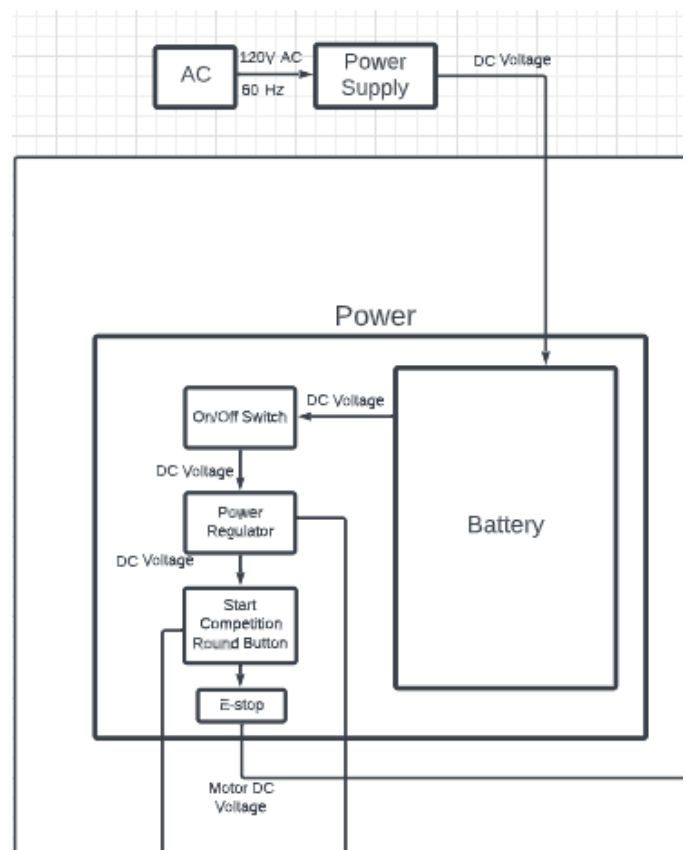 AC
120V AC
60 Hz
Power
Supply
DC Voltage
Power
On/Off Switch
DC Voltage
DC Voltage
Power
Regulator
Battery
DC Voltage
Start
Competition
Round Button
E-stop
Motor DC
Voltage